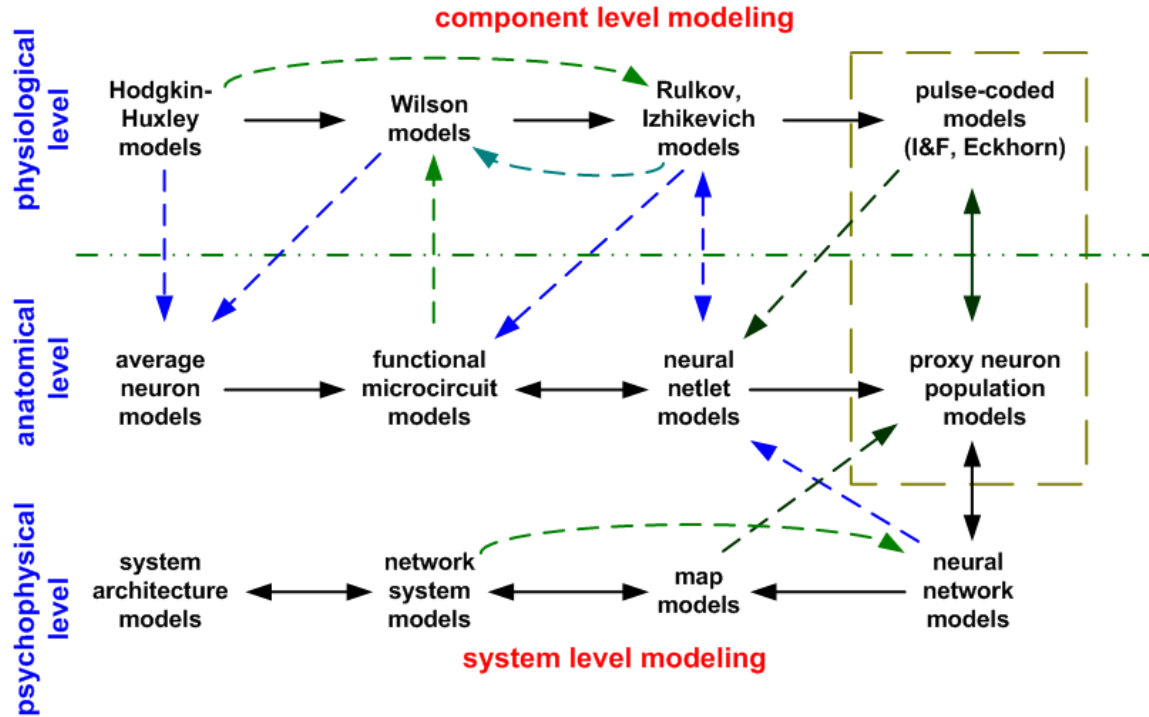 component level modeling
physiological
level
Hodgkin-
Huxley
models
Wilson
models
Rulkov,
Izhikevich
models
pulse-coded
models
(I&F, Eckhorn)
anatomical
level
average
neuron
models
functional
microcircuit
models
neural
netlet
models
proxy neuron
population
models
psychophysical
level
system
architecture
models
network
system
models
map
models
neural
network
models
system level modeling